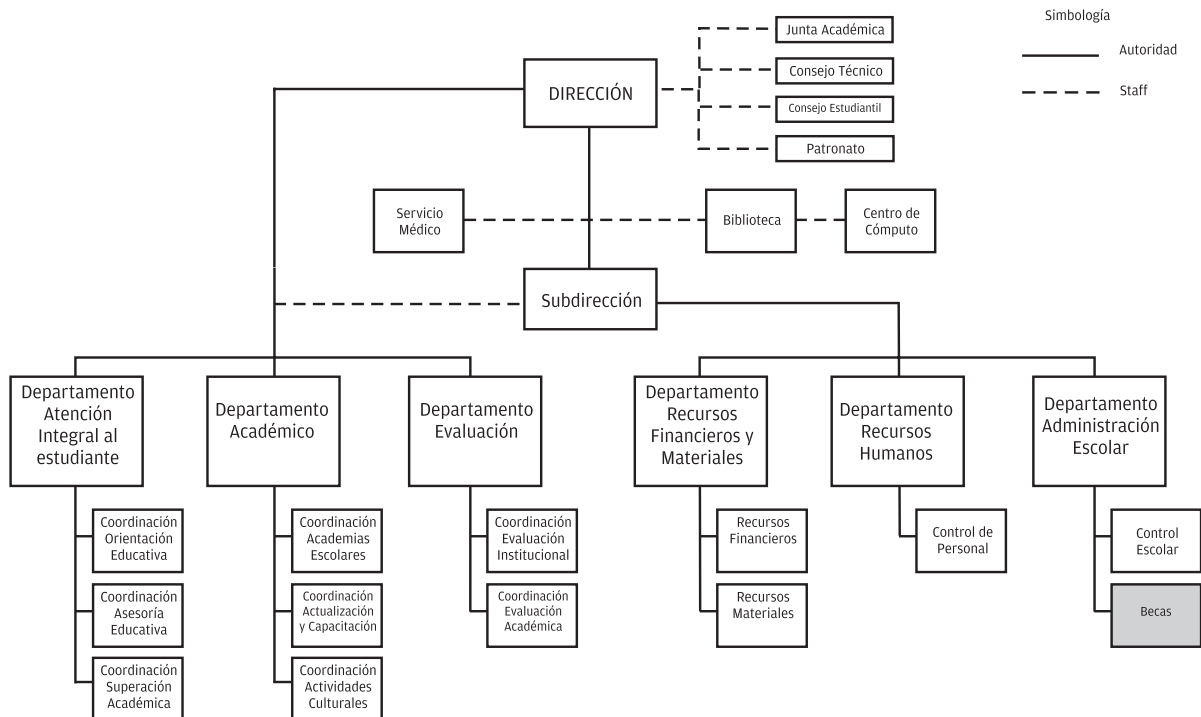 Simbología
Autoridad
Staff
Junta Académica
Consejo Técnico
Consejo Estudiantil
Patronato
DIRECCIÓN
Servicio
Médico
Biblioteca
Centro de
Cómputo
Subdirección
Departamento
Atención
Integral al
estudiante
Departamento
Académico
Departamento
Evaluación
Departamento
Recursos
Financieros y
Materiales
Departamento
Recursos
Humanos
Departamento
Administración
Escolar
Coordinación
Orientación
Educativa
Coordinación
Asesoría
Educativa
Coordinación
Superación
Académica
Coordinación
Academias
Escolares
Coordinación
Actualización
y Capacitación
Coordinación
Actividades
Culturales
Coordinación
Evaluación
Institucional
Coordinación
Evaluación
Académica
Recursos
Financieros
Recursos
Materiales
Control de
Personal
Control
Escolar
Becas